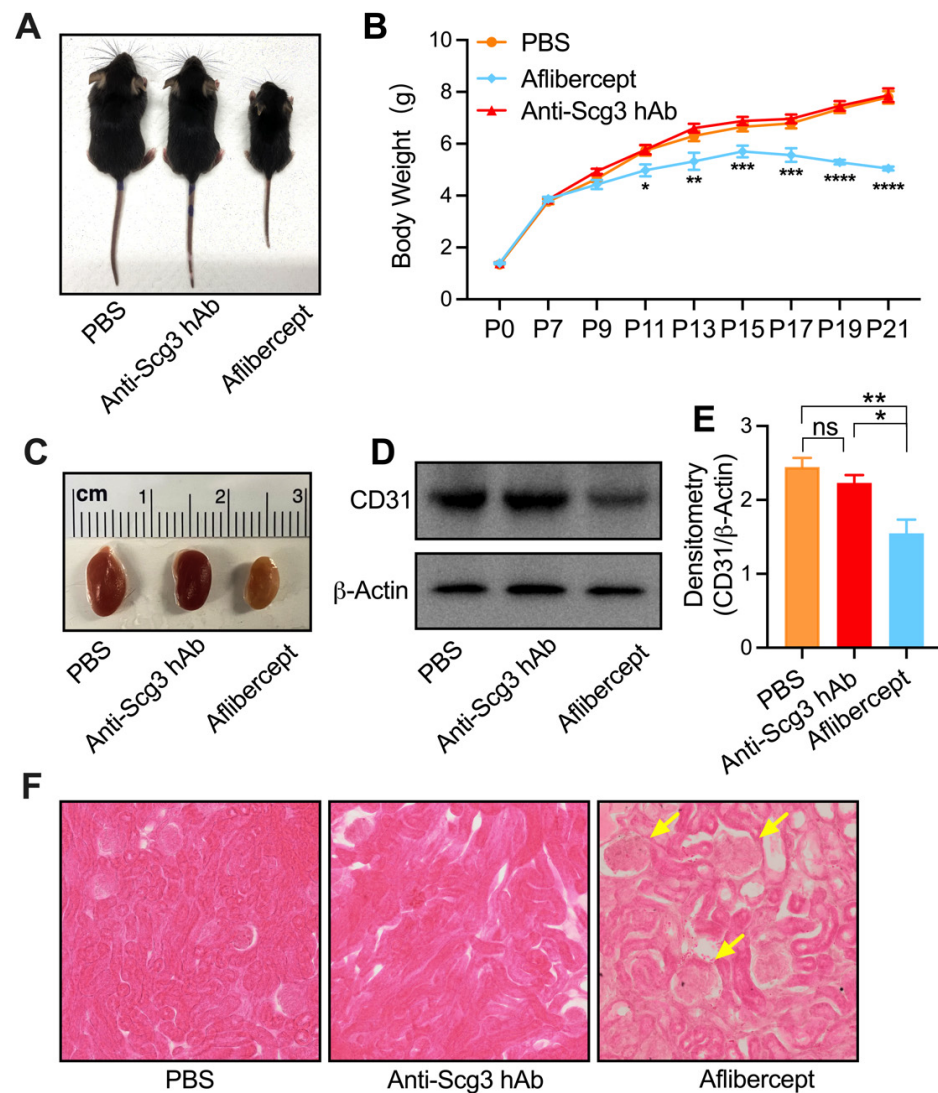 A
PBS
Anti-Scg3 hAb
Aflibercept
B
PBS
Aflibercept
Anti-Scg3 hAb
Body Weight (g)
10
8
6
4
2
0
* ** *** *** **** ****
P0 P7 P9 P11 P13 P15 P17 P19 P21
C
cm 1 2 3
PBS
Anti-Scg3 hAb
Aflibercept
D
CD31
β-Actin
PBS
Anti-Scg3 hAb
Aflibercept
E
**
ns *
Densitometry
(CD31/β-Actin)
3
2
1
0
PBS
Anti-Scg3 hAb
Aflibercept
F
PBS
Anti-Scg3 hAb
Aflibercept